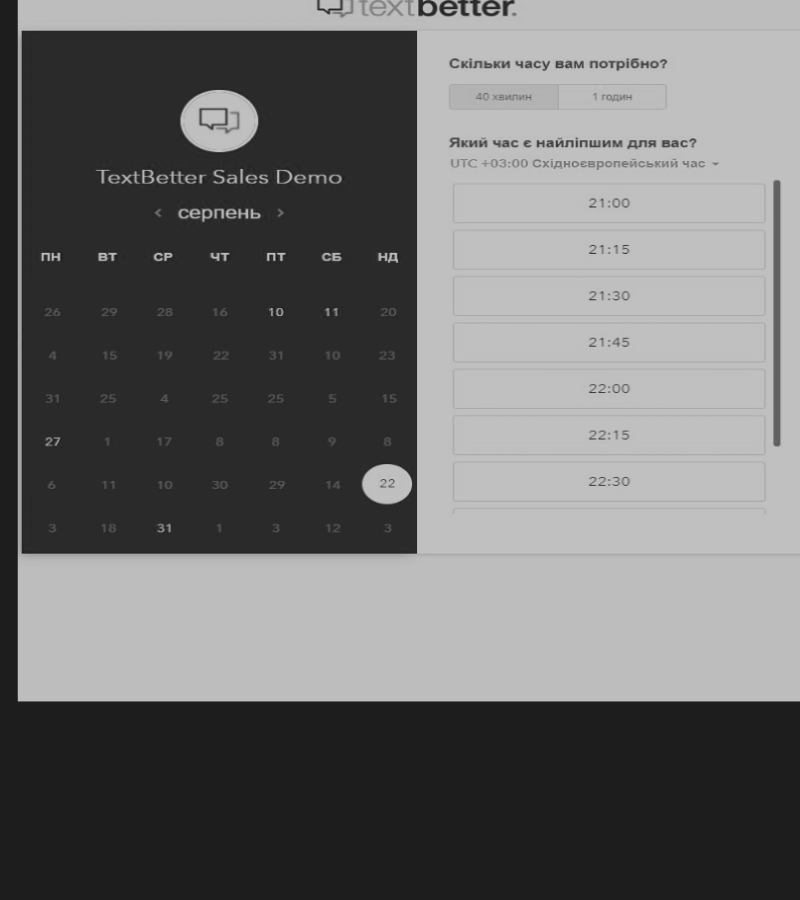 textbetter.
TextBetter Sales Demo
< серпень >
ПН ВТ СР ЧТ ПТ СБ НД
26 29 28 16 10 11 20
4 15 19 22 31 10 23
31 25 4 25 25 5 15
27 1 17 8 8 9 8
6 11 10 30 29 14 22
3 18 31 1 3 12 3
Скільки часу вам потрібно?
40 хвилин 1 годин
Який час є найліпшим для вас?
UTC +03:00 Східноєвропейський час
21:00
21:15
21:30
21:45
22:00
22:15
22:30